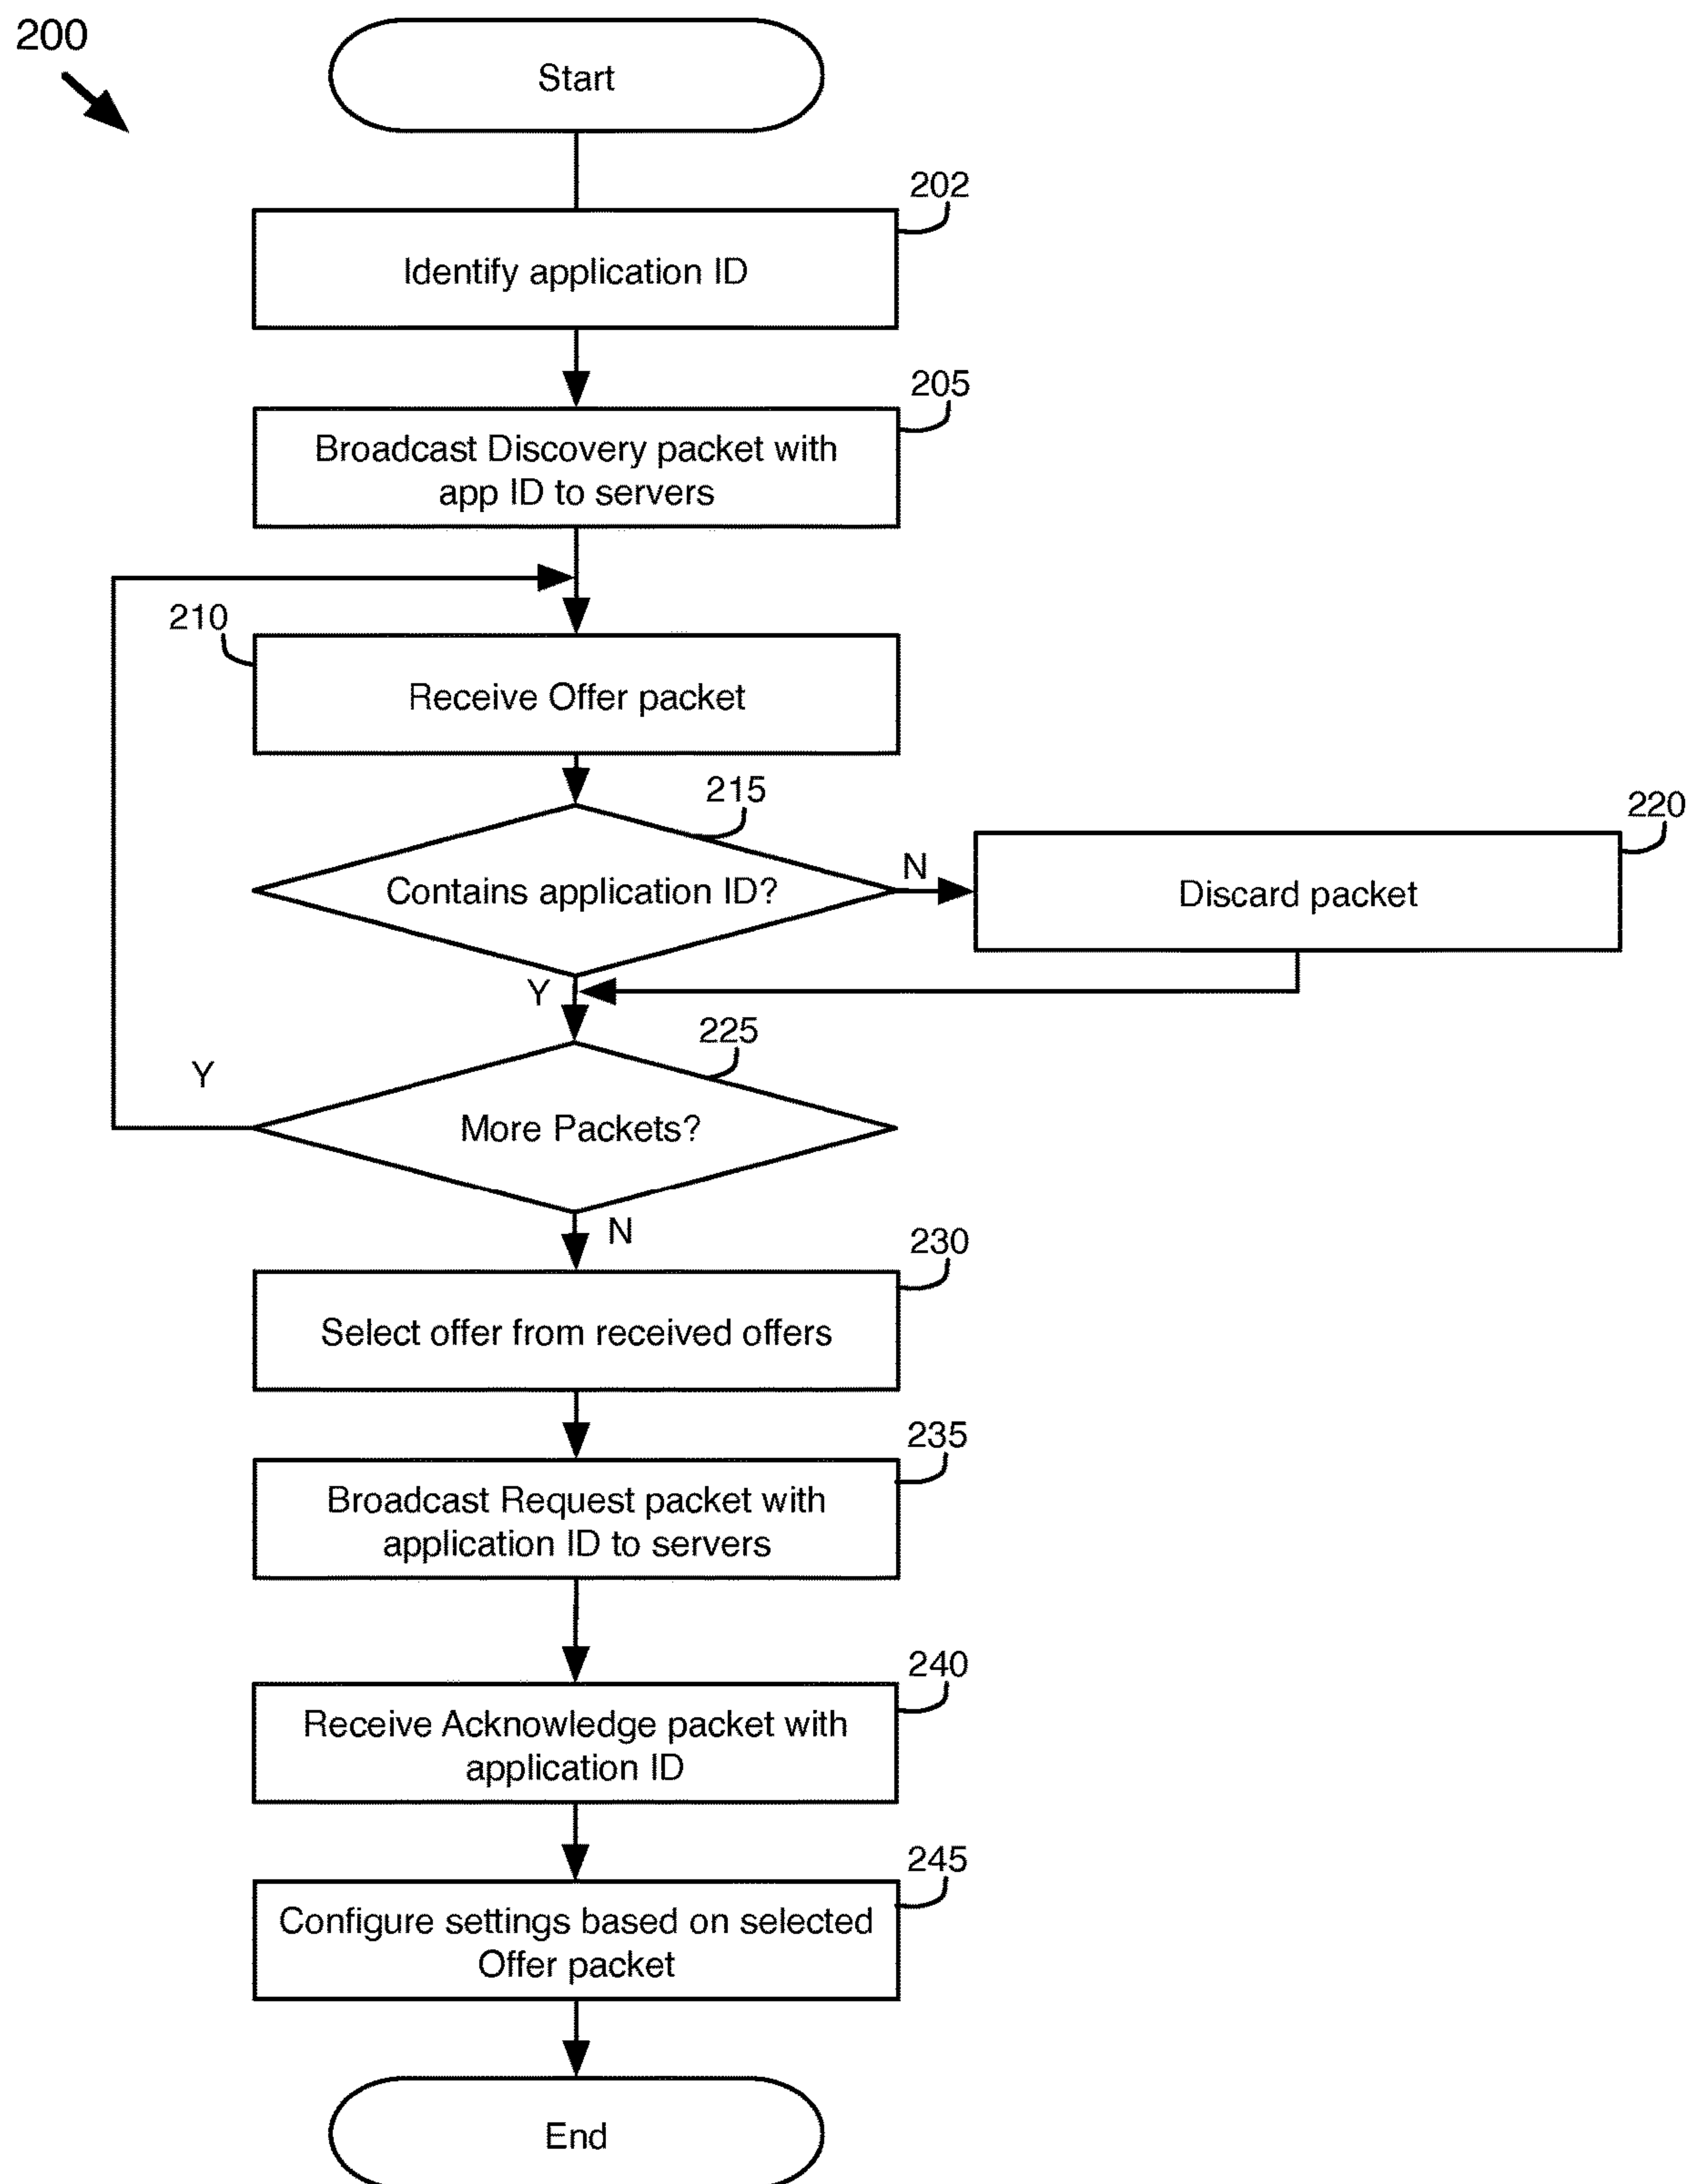 200
Start
202
Identify application ID
205
Broadcast Discovery packet with
app ID to servers
210
Receive Offer packet
215
Contains application ID?
N
220
Discard packet
Y
225
Y
More Packets?
N
230
Select offer from received offers
235
Broadcast Request packet with
application ID to servers
240
Receive Acknowledge packet with
application ID
245
Configure settings based on selected
Offer packet
End